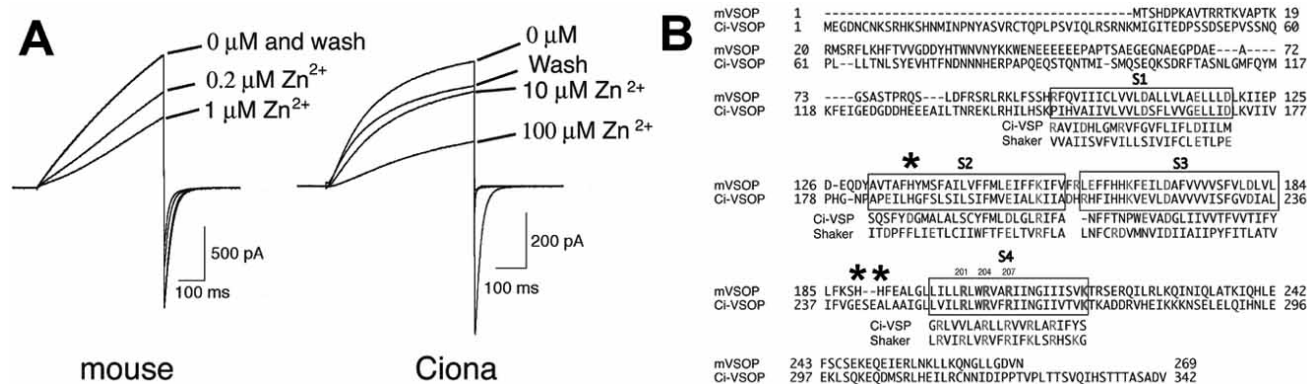 A
0 μM and wash
0.2 μM Zn2+
1 μM Zn2+
500 pA
100 ms
mouse
0 μM
Wash
10 μM Zn2+
100 μM Zn2+
200 pA
100 ms
Ciona
B
mVSOP 1 ----------------------------------------MTSHDPKAVTRRTKVAPTK 19
Ci-VSOP 1 MEGDNCNKSRHKSHNMINPNYASVRCTQPLPSVIQLRSRNKMIGITEDPSSDSEPVSSNQ 60
mVSOP 20 RMSRFLKHFTVVGDDYHTWNVNYKKWENEEEEEEPAPTSAEGEGNAEGPDAE---A---- 72
Ci-VSOP 61 PL--LLTNLSYEVHTFNDNNNHERPAPQEQSTQNTMI-SMQSEQKSDRFTASNLGMFQYM 117
S1
mVSOP 73 ----GSASTPRQS---LDFRSRLRKLFSSHRFQVIIICLVVLDALLVLAELLLDLKIIEP 125
Ci-VSOP 118 KFEIGEDGDDHEEEAILTNREKLRHILHSKPIHVAIIVLVVLDSFLVVGELLIDLKVIIV 177
Ci-VSP RAVIDHLGMRVFGVFLIFLDIILM
Shaker VVAIISVFVILLSIVIFCLETLPE
* S2 S3
mVSOP 126 D-EQDYAVTAFHYMSFAILVFFMLEIFFKIFVFRLEFFHHKFEILDAFVVVVSFVLDLVL 184
Ci-VSOP 178 PHG-NPAPEILHGFSLSILSIFMVEIALKIIADHRHFIHHKVEVLDAVVVVISFGVDIAL 236
Ci-VSP SQSFYDGMALALSCYFMLDLGLRIFA -NFFTNPWEVADGLIIVVTFVVTIFY
Shaker ITDPFFLIETLCIIWFTFELTVRFLA LNFCRDVMNVIDIIAIIPYFITLATV
* * S4
201 204 207
mVSOP 185 LFKSH--HFEALGLLILLRLWRVARIINGIIISVKTRSERQILRLKQINIQLATKIQHLE 242
Ci-VSOP 237 IFVGESEALAAIGLLVILRLWRVFRIINGIIVTVKTKADDRVHEIKKKNSELELQIHNLE 296
Ci-VSP GRLVVLARLLRVVRLARIFYS
Shaker LRVIRLVRVFRIFKLSRHSKG
mVSOP 243 FSCSEKEQEIERLNKLLKQNGLLGDVN 269
Ci-VSOP 297 EKLSQKEQDMSRLHEILRCNNIDIPPTVPLTTSVQIHSTTTASADV 342